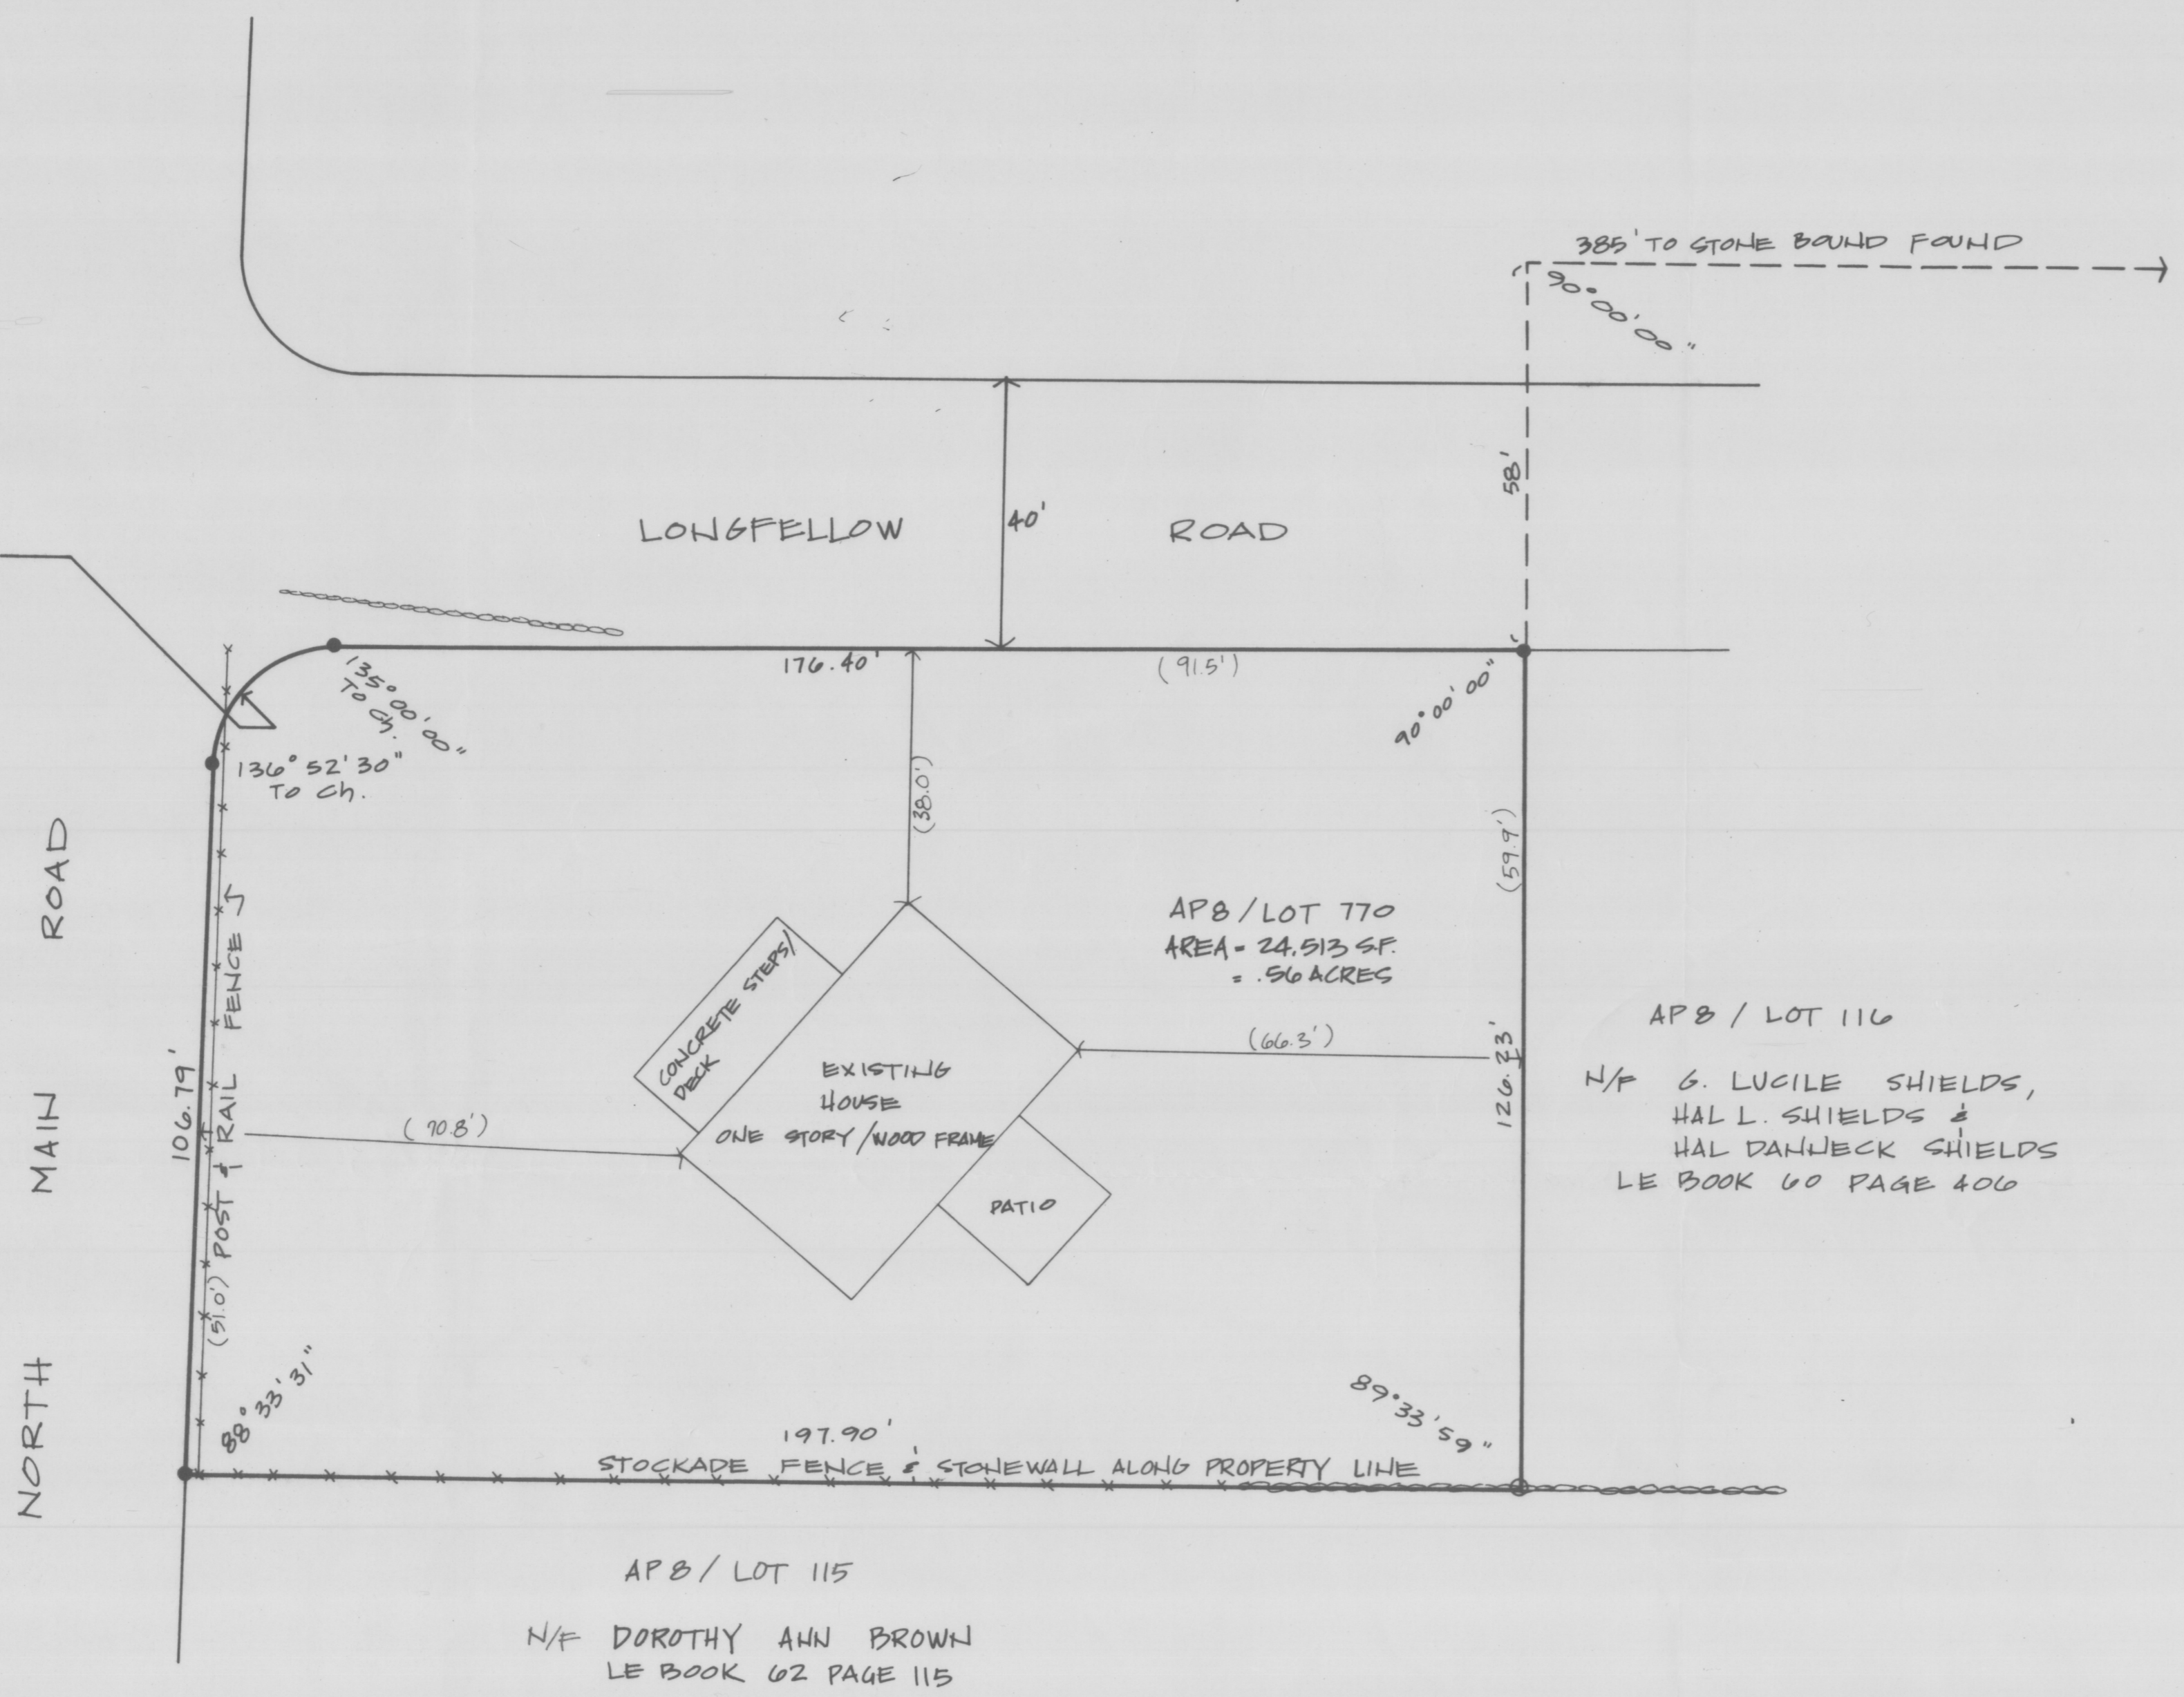 385' TO STONE BOUND FOUND
90°00'00"
58'
LONGFELLOW ROAD
40'
176.40'
(91.5')
135°00'00"
To Ch.
136°52'30"
To Ch.
90°00'00"
(38.0')
(59.9')
NORTH MAIN ROAD
106.79'
(51.0') POST & RAIL FENCE
AP8/LOT 770
AREA = 24,513 S.F.
= .56 ACRES
CONCRETE STEPS/
DECK
EXISTING
HOUSE
ONE STORY/WOOD FRAME
(66.3')
(70.8')
126.23'
PATIO
AP 8 / LOT 116
N/F G. LUCILE SHIELDS,
HAL L. SHIELDS &
HAL DANNECK SHIELDS
LE BOOK 60 PAGE 406
88°33'31"
89°33'59"
197.90'
STOCKADE FENCE & STONEWALL ALONG PROPERTY LINE
AP 8 / LOT 115
N/F DOROTHY ANN BROWN
LE BOOK 62 PAGE 115